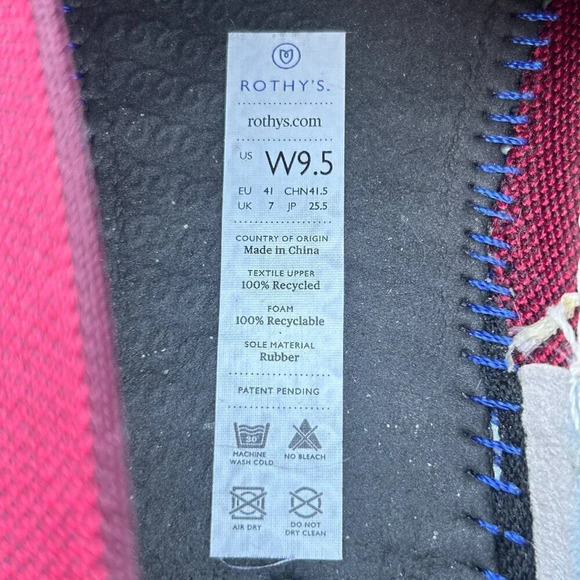 ROTHY'S.
rothys.com
US W9.5
EU 41 CHN 41.5
UK 7 JP 25.5
COUNTRY OF ORIGIN
Made in China
TEXTILE UPPER
100% Recycled
FOAM
100% Recyclable
SOLE MATERIAL
Rubber
PATENT PENDING
30°
MACHINE WASH COLD
NO BLEACH
AIR DRY
DO NOT DRY CLEAN